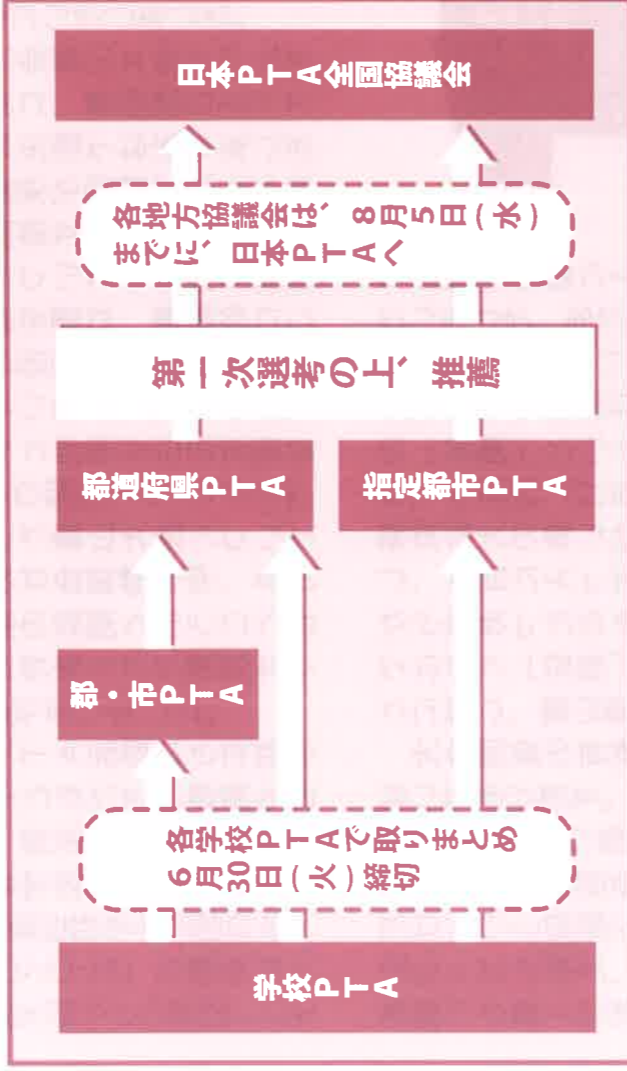 日本PTA全国協議会
各地方協議会は、8月5日(水)
までに、日本PTAへ
第一次選考の上、推薦
都道府県PTA
指定都市PTA
都・市PTA
各学校PTAで取りまとめ
6月30日(火)締切
学校PTA